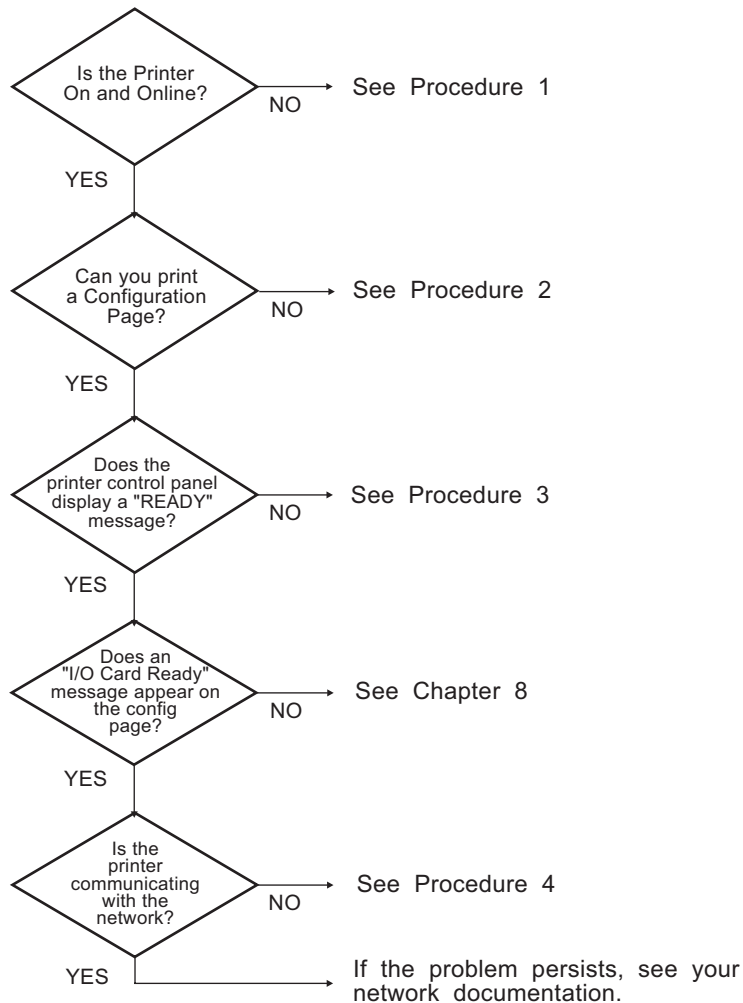 Is the Printer
On and Online?
NO
See Procedure 1
YES
Can you print
a Configuration
Page?
NO
See Procedure 2
YES
Does the
printer control panel
display a "READY"
message?
NO
See Procedure 3
YES
Does an
"I/O Card Ready"
message appear on
the config
page?
NO
See Chapter 8
YES
Is the
printer
communicating
with the
network?
NO
See Procedure 4
YES
If the problem persists, see your
network documentation.